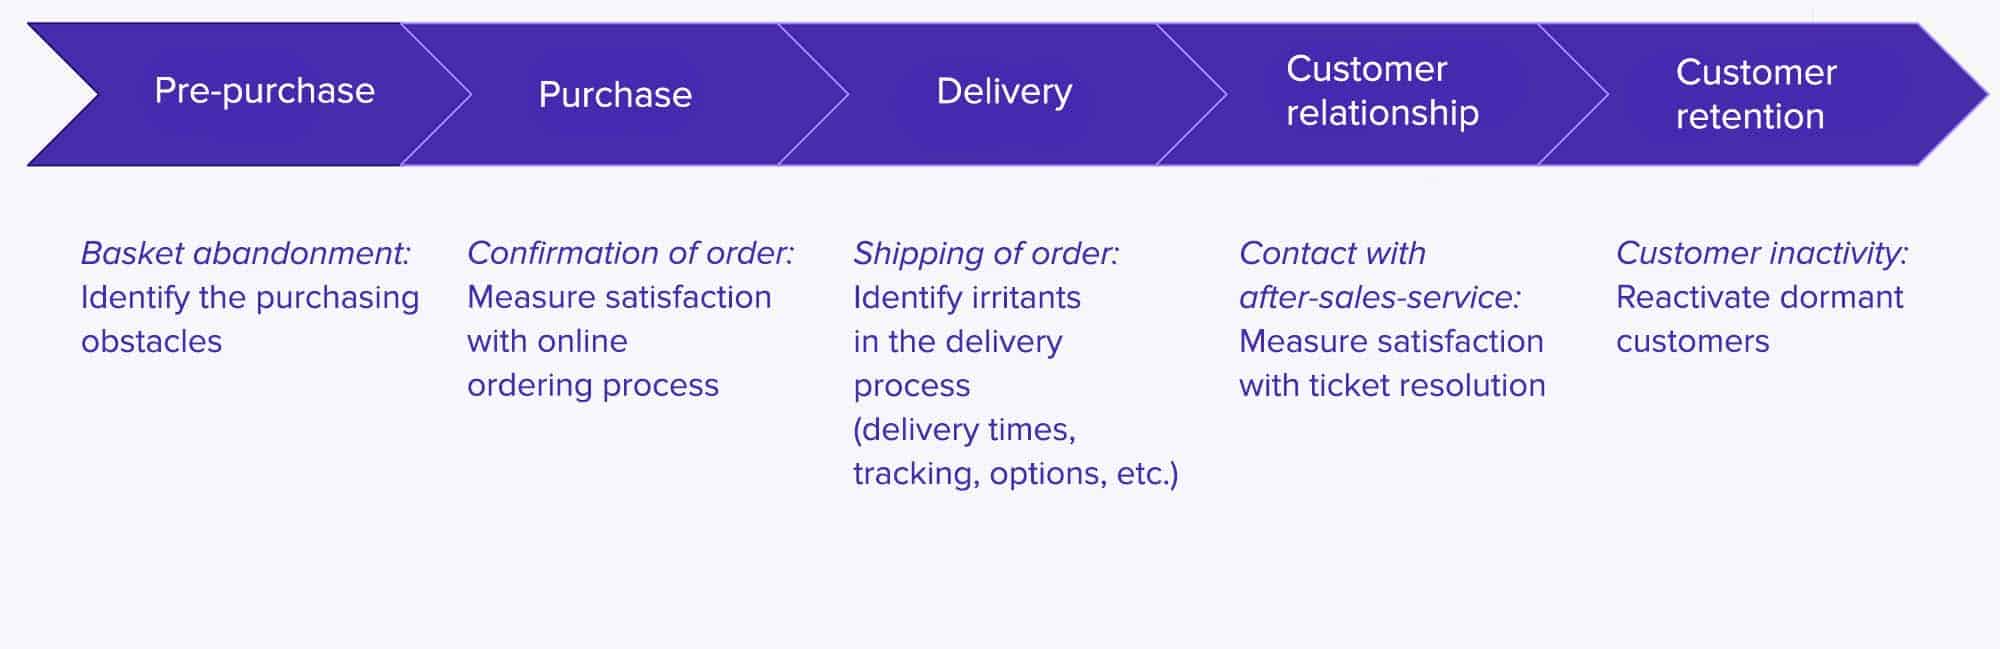 Pre-purchase
Purchase
Delivery
Customer
relationship
Customer
retention
Basket abandonment:
Identify the purchasing
obstacles
Confirmation of order:
Measure satisfaction
with online
ordering process
Shipping of order:
Identify irritants
in the delivery
process
(delivery times,
tracking, options, etc.)
Contact with
after-sales-service:
Measure satisfaction
with ticket resolution
Customer inactivity:
Reactivate dormant
customers